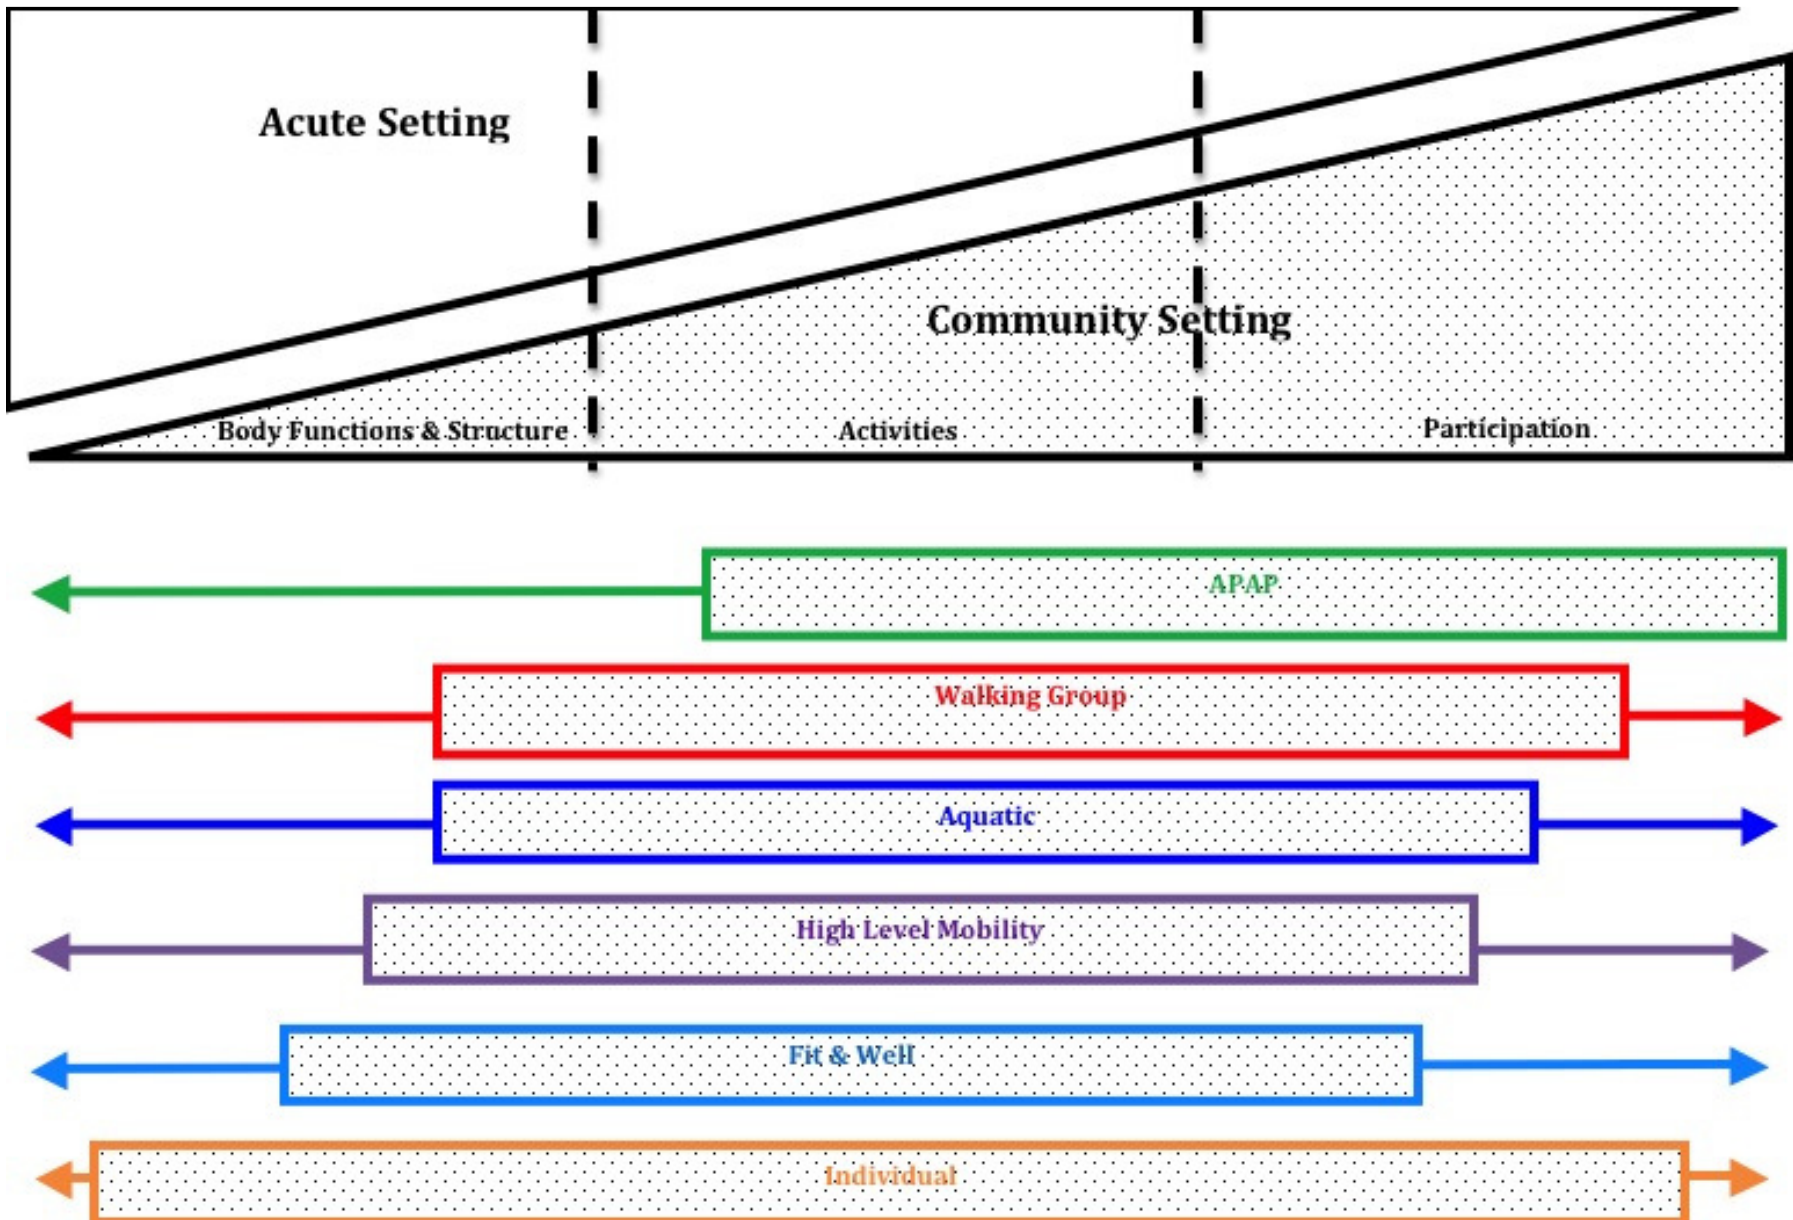 Acute Setting
Community Setting
Body Functions & Structure
Activities
Participation
APAP
Walking Group
Aquatic
High Level Mobility
Fit & Well
Individual